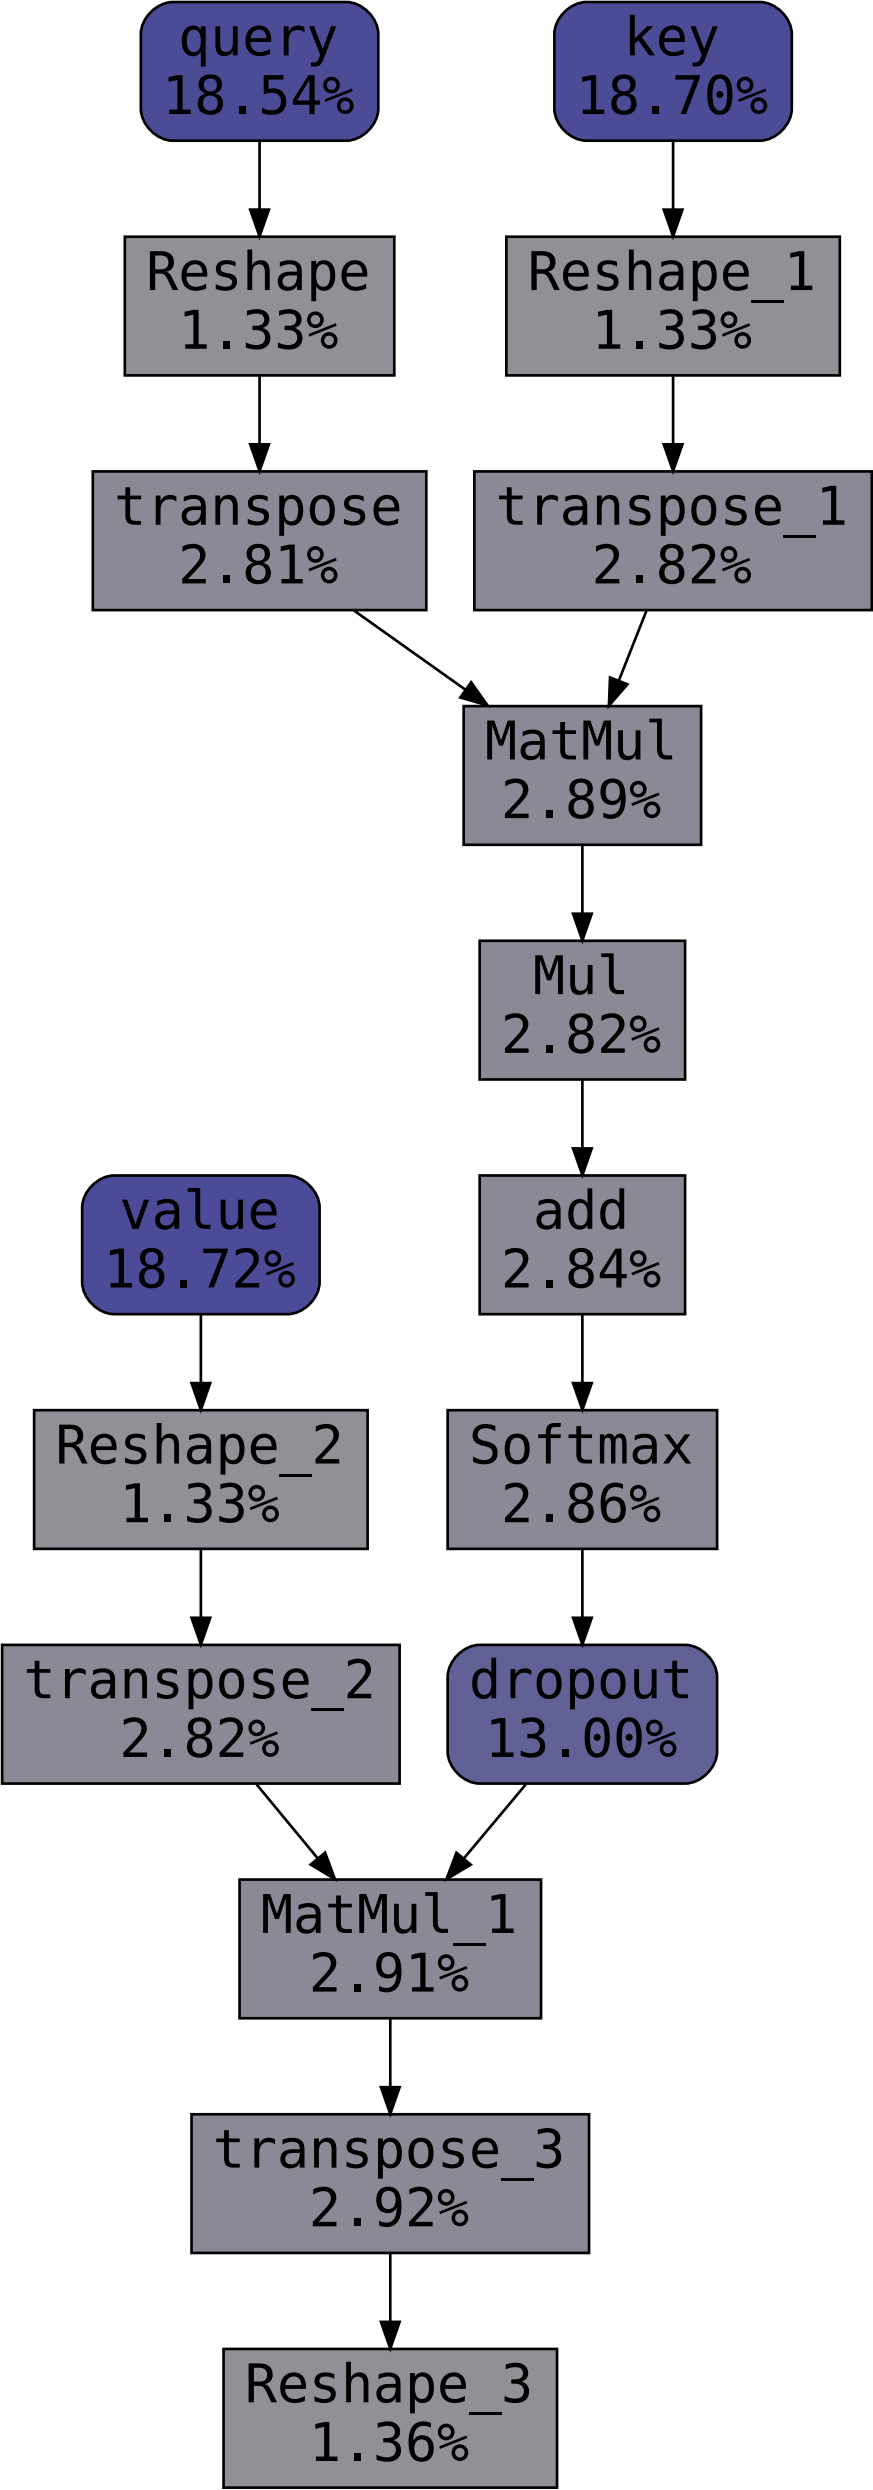 query
18.54%
key
18.70%
Reshape
1.33%
Reshape_1
1.33%
transpose
2.81%
transpose_1
2.82%
MatMul
2.89%
Mul
2.82%
add
2.84%
value
18.72%
Softmax
2.86%
Reshape_2
1.33%
transpose_2
2.82%
dropout
13.00%
MatMul_1
2.91%
transpose_3
2.92%
Reshape_3
1.36%